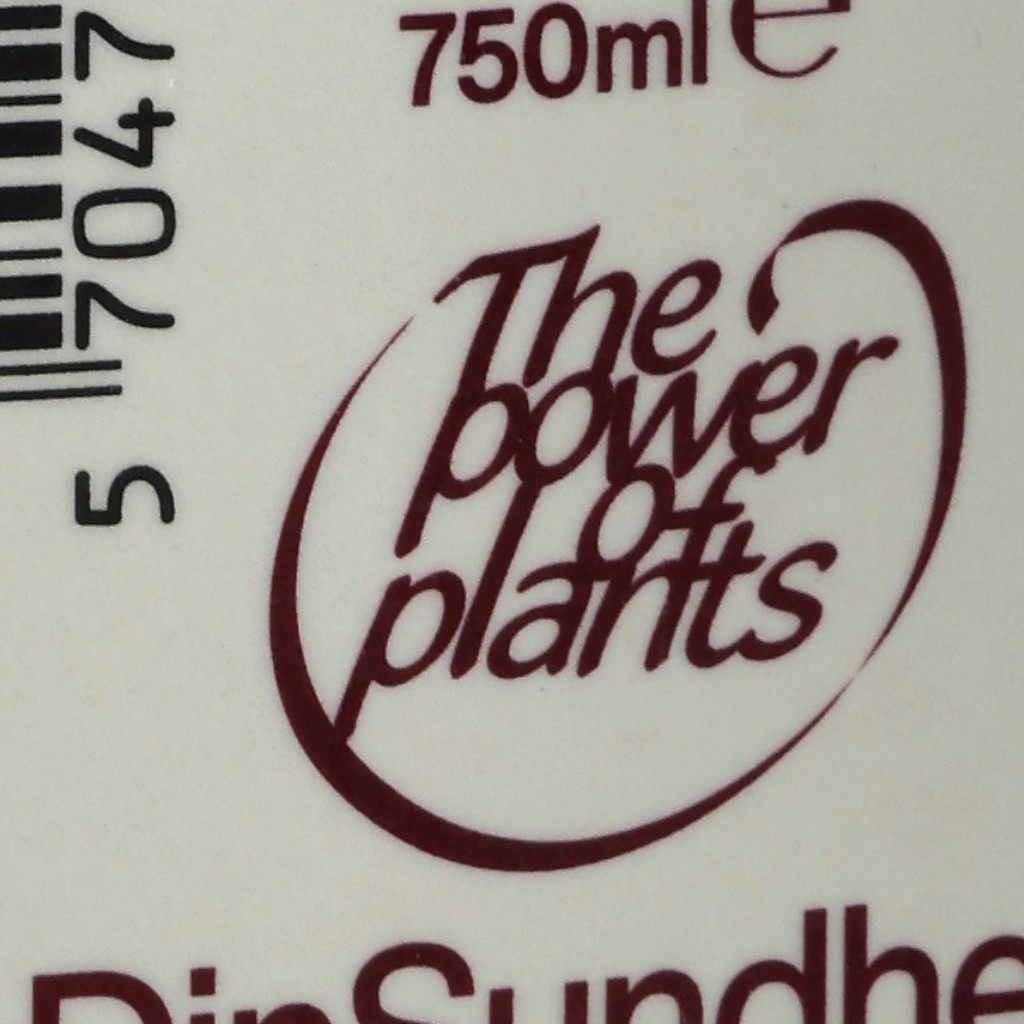 750ml e
The
power
of
plants
5 7047